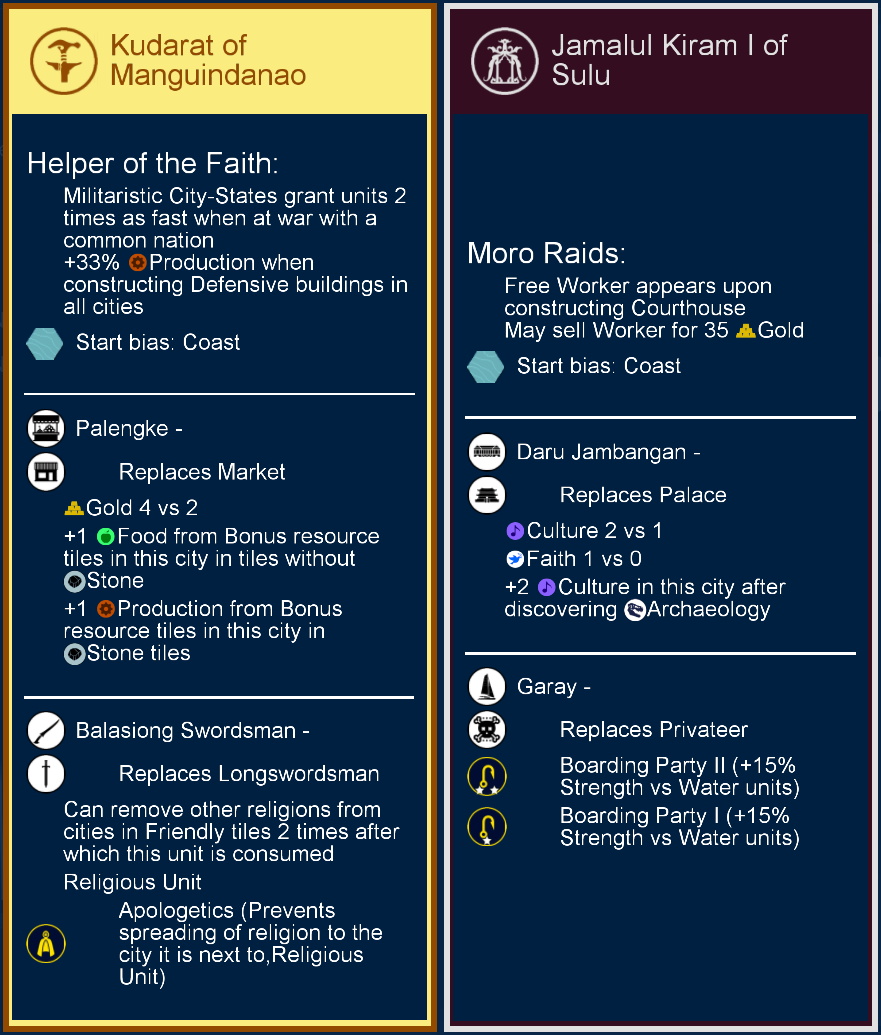 Kudarat of
Manguindanao
Helper of the Faith:
Militaristic City-States grant units 2
times as fast when at war with a
common nation
+33% Production when
constructing Defensive buildings in
all cities
Start bias: Coast
Palengke -
Replaces Market
Gold 4 vs 2
+1 Food from Bonus resource
tiles in this city in tiles without
Stone
+1 Production from Bonus
resource tiles in this city in
Stone tiles
Balasiong Swordsman -
Replaces Longswordsman
Can remove other religions from
cities in Friendly tiles 2 times after
which this unit is consumed
Religious Unit
Apologetics (Prevents
spreading of religion to the
city it is next to,Religious
Unit)
Jamalul Kiram I of
Sulu
Moro Raids:
Free Worker appears upon
constructing Courthouse
May sell Worker for 35 Gold
Start bias: Coast
Daru Jambangan -
Replaces Palace
Culture 2 vs 1
Faith 1 vs 0
+2 Culture in this city after
discovering Archaeology
Garay -
Replaces Privateer
Boarding Party II (+15%
Strength vs Water units)
Boarding Party I (+15%
Strength vs Water units)